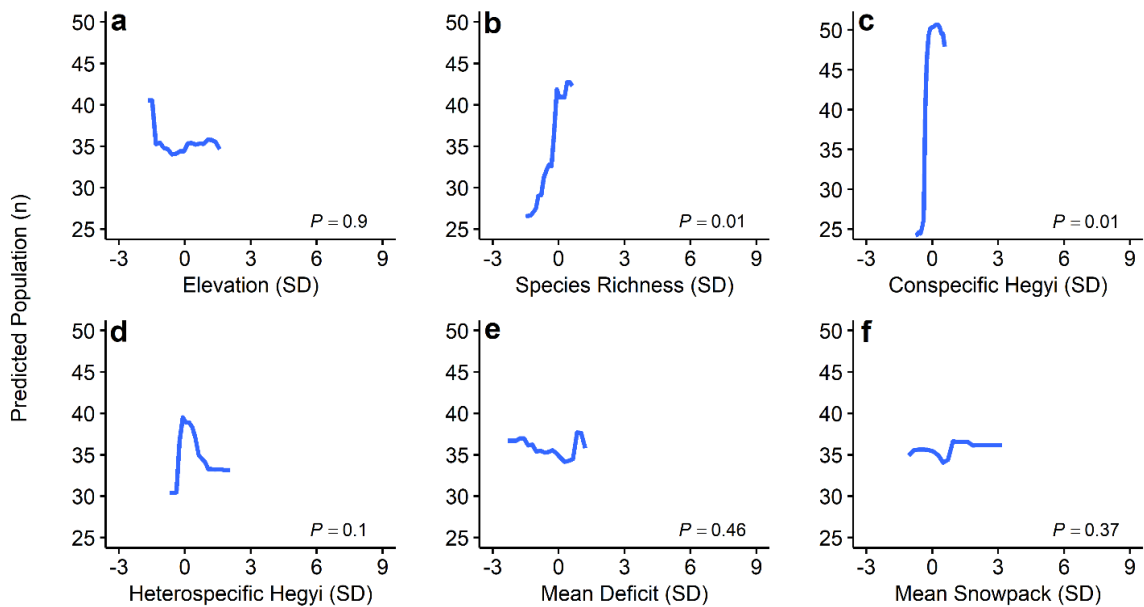 Predicted Population (n)
a
50
45
40
35
30
25
P = 0.9
-3 0 3 6 9
Elevation (SD)
b
50
45
40
35
30
25
P = 0.01
-3 0 3 6 9
Species Richness (SD)
c
50
45
40
35
30
25
P = 0.01
-3 0 3 6 9
Conspecific Hegyi (SD)
d
50
45
40
35
30
25
P = 0.1
-3 0 3 6 9
Heterospecific Hegyi (SD)
e
50
45
40
35
30
25
P = 0.46
-3 0 3 6 9
Mean Deficit (SD)
f
50
45
40
35
30
25
P = 0.37
-3 0 3 6 9
Mean Snowpack (SD)